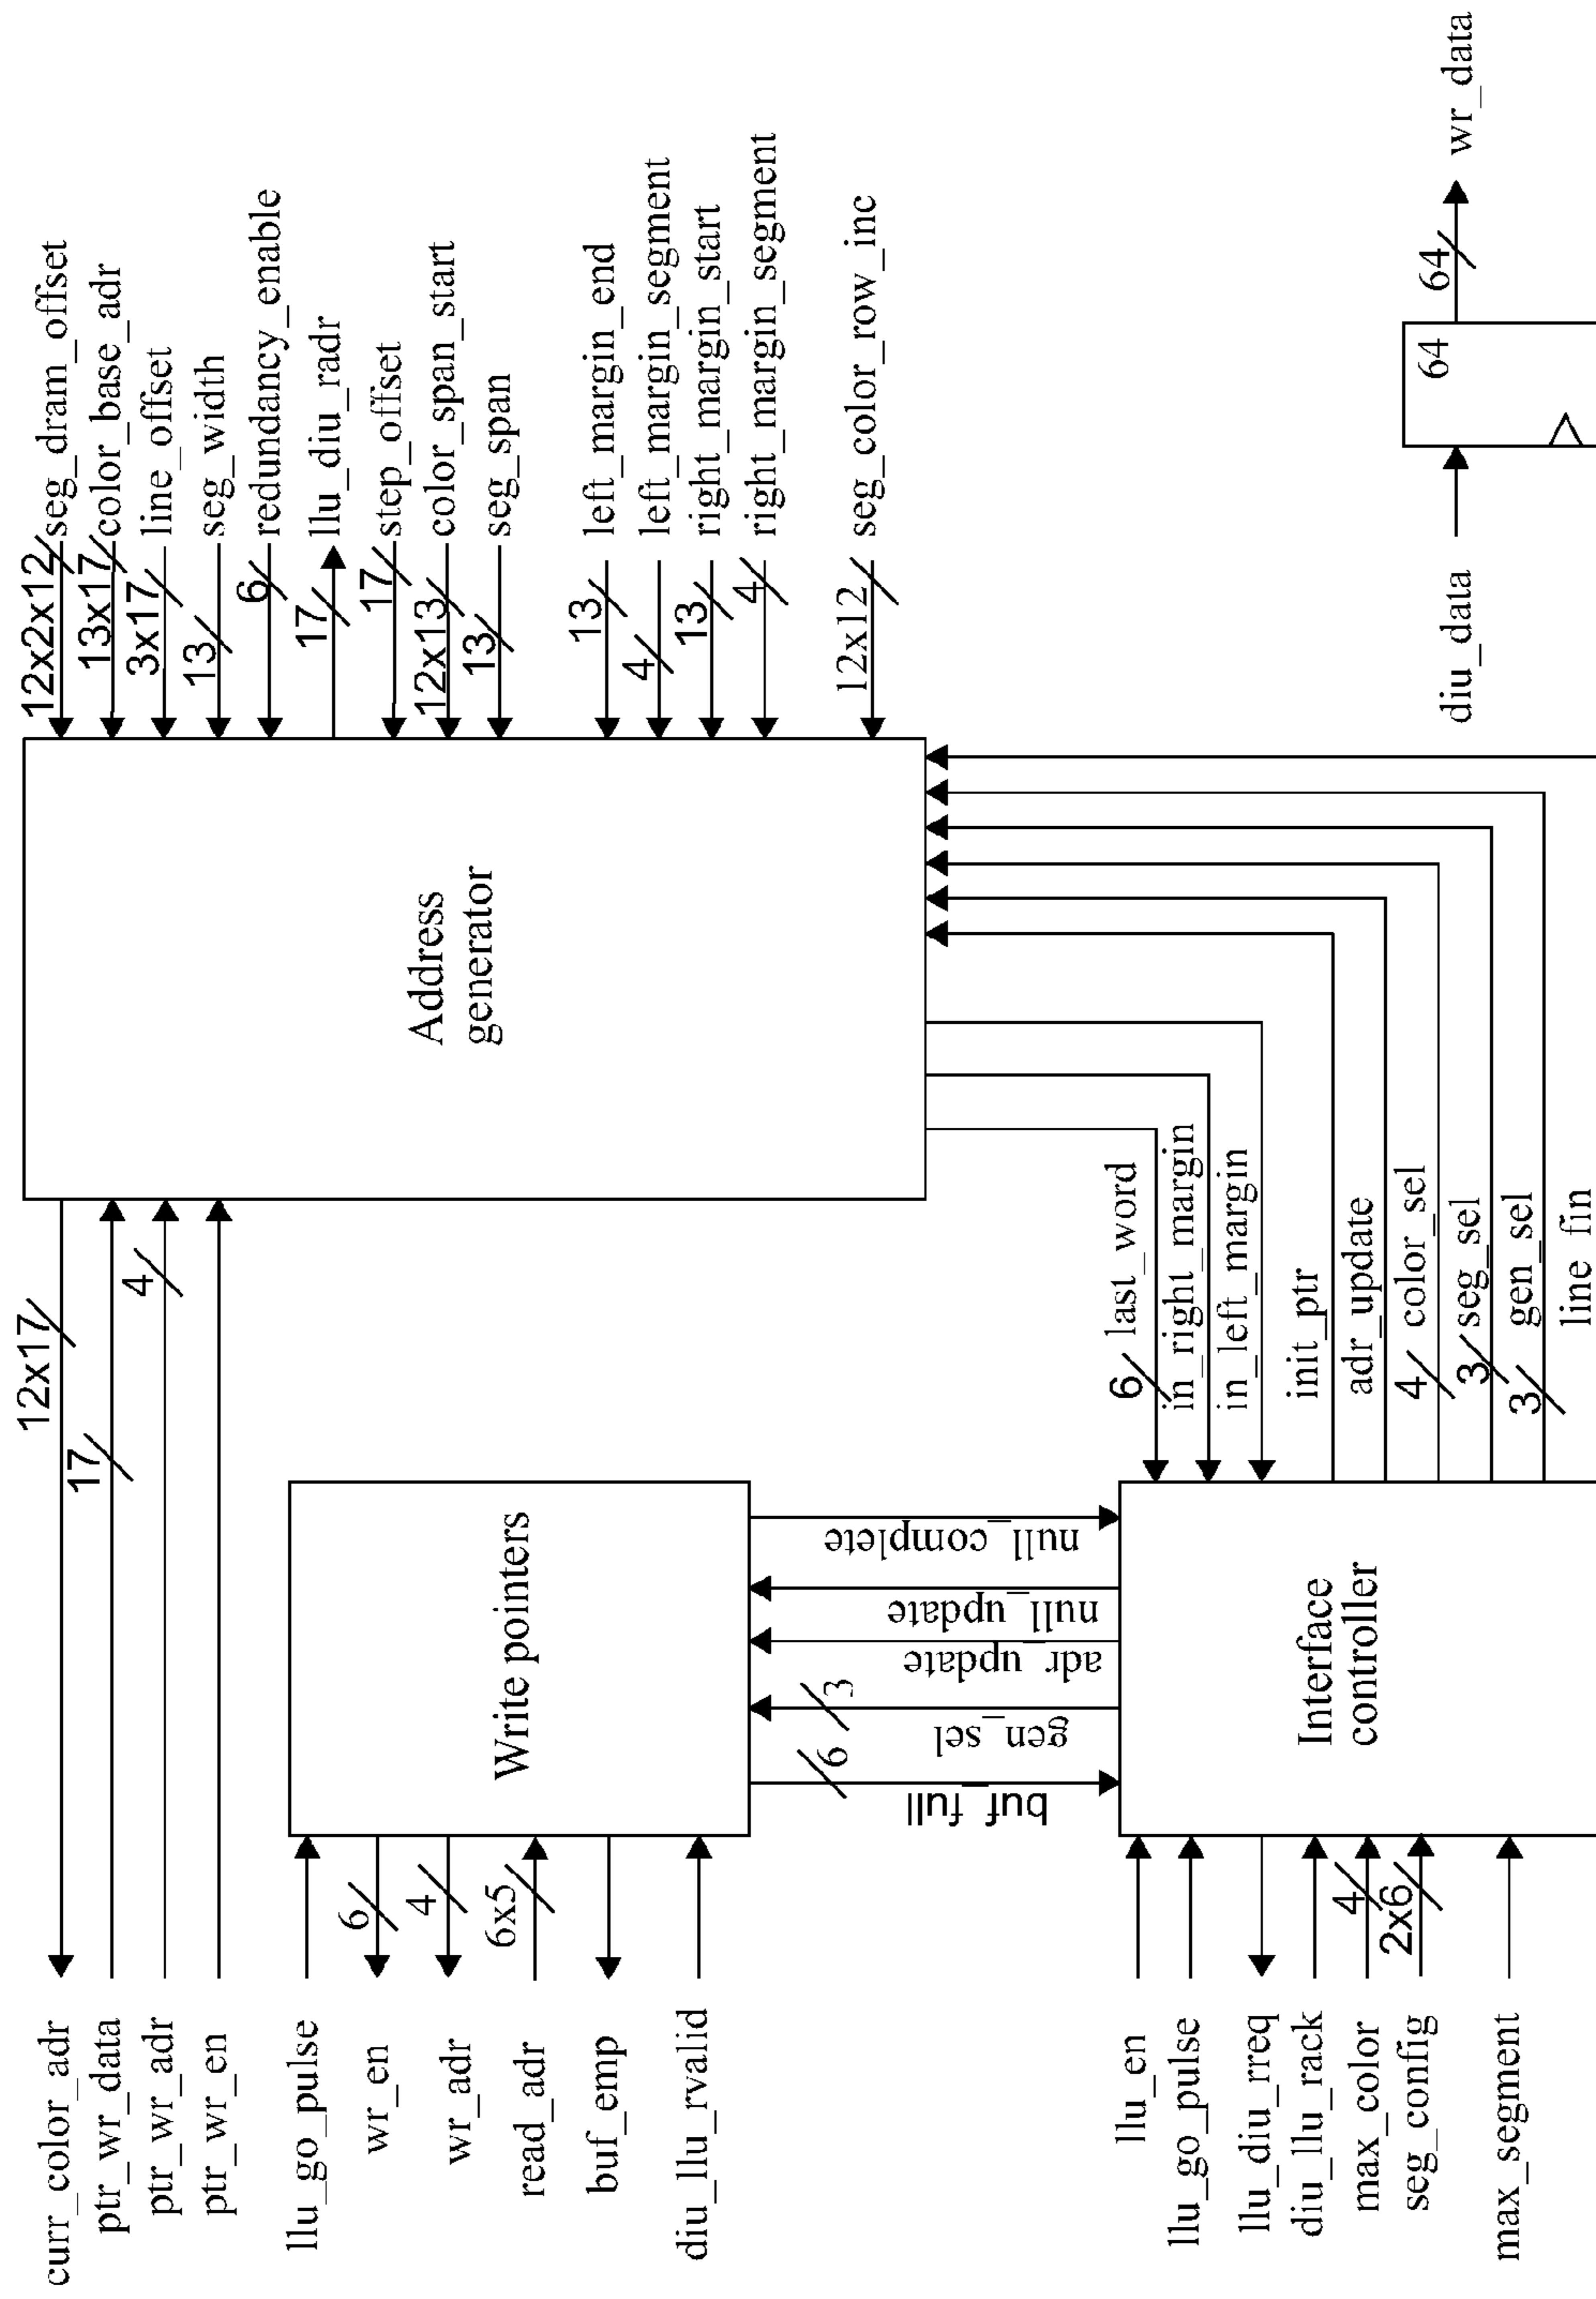 curr_color_adr
ptr_wr_data
ptr_wr_adr
ptr_wr_en
12x17
17
4
llu_go_pulse
wr_en
wr_adr
read_adr
buf_emp
diu_llu_rvalid
6
4
6x5
Write pointers
buf_full
gen_sel
adr_update
null_update
null_complete
6
3
llu_en
llu_go_pulse
llu_diu_rreq
diu_llu_rack
max_color
seg_config
max_segment
4
2x6
Interface
controller
6
last_word
in_right_margin
in_left_margin
init_ptr
adr_update
4
color_sel
3
seg_sel
3
gen_sel
line_fin
Address
generator
12x2x12
seg_dram_offset
13x17
color_base_adr
3x17
line_offset
13
seg_width
6
redundancy_enable
17
llu_diu_radr
17
step_offset
12x13
color_span_start
13
seg_span
13
left_margin_end
4
left_margin_segment
13
right_margin_start
4
right_margin_segment
12x12
seg_color_row_inc
diu_data
64
64
wr_data